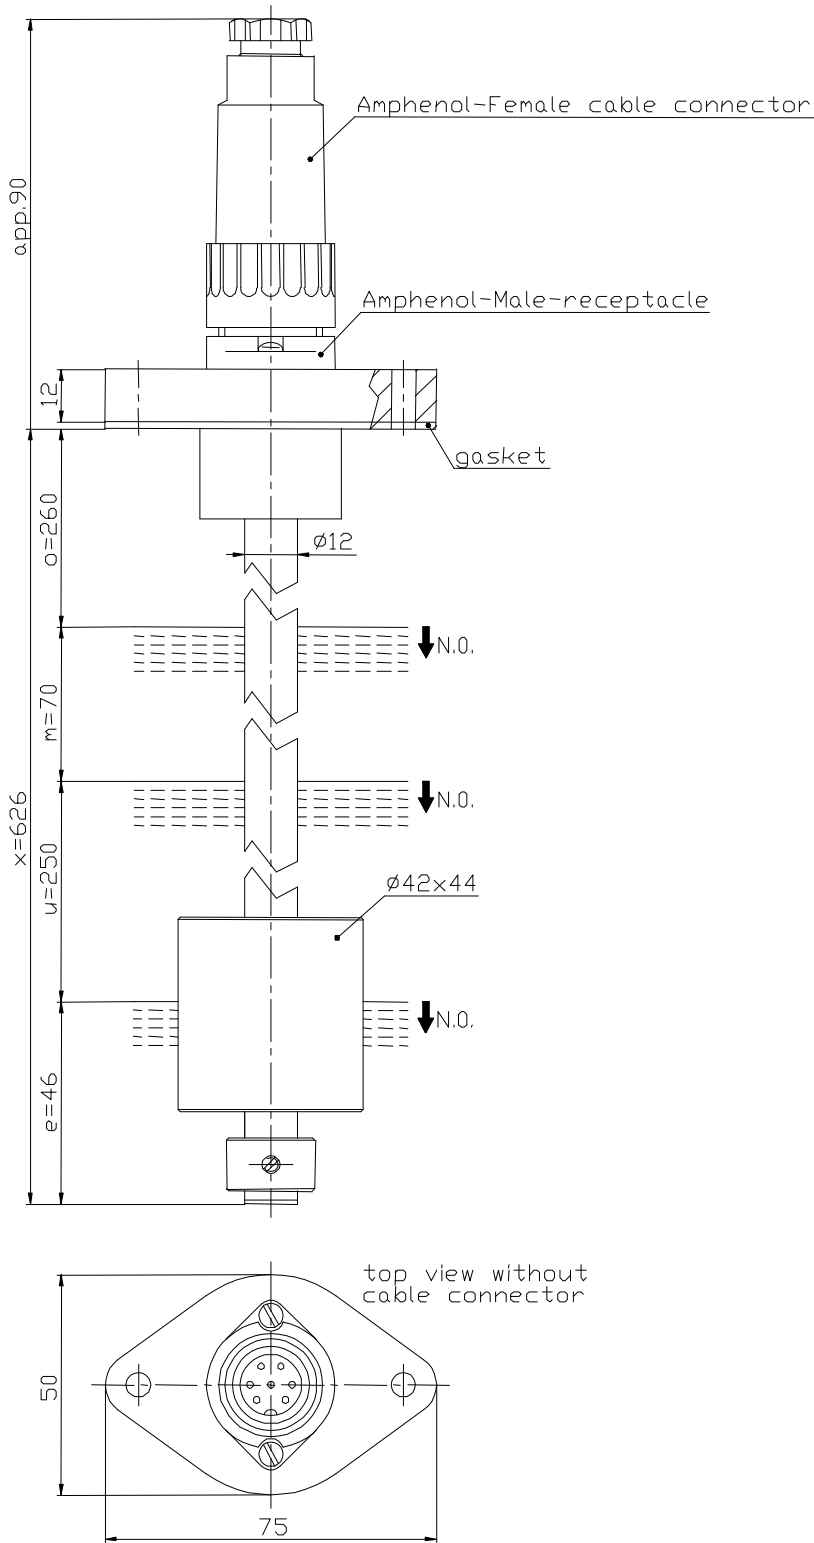 Amphenol-Female cable connector
app.90
Amphenol-Male-receptacle
12
gasket
o=260
ø12
N.O.
m=70
N.O.
x=626
u=250
ø42x44
N.O.
e=46
top view without
cable connector
50
75